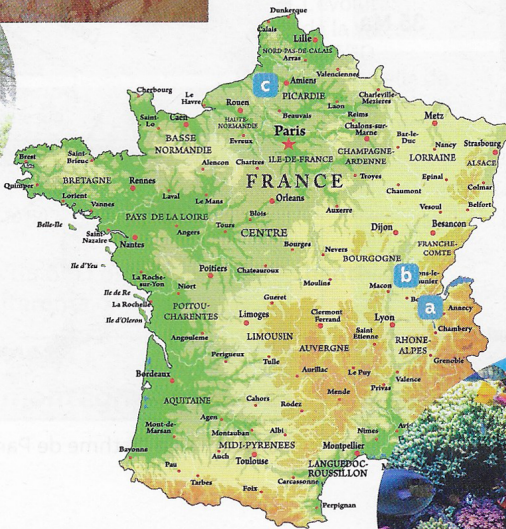 Dunkerque
Calais
Lille
NORD-PAS-DE-CALAIS
Arras
Valenciennes
c
Amiens
PICARDIE
Charleville-
Mezieres
Cherbourg
Le
Havre
Rouen
Laon
HAUTE-
NORMANDIE
Beauvais
Reims
Metz
Saint-
Lo
Caen
Paris
Chalons-sur-
Marne
BASSE
NORMANDIE
Evreux
Bar-le-
Duc
Nancy
Strasbourg
ILE-DE-FRANCE
CHAMPAGNE-
ARDENNE
LORRAINE
ALSACE
Brest
Saint-
Brieuc
Alencon
Chartres
Troyes
Epinal
Quimper
BRETAGNE
Rennes
FRANCE
Chaumont
Colmar
Lorient
Vannes
Laval
Le Mans
Orleans
Auxerre
Vesoul
Belfort
Belle-Ile
PAYS DE LA LOIRE
Blois
Saint-
Nazaire
Nantes
Angers
Tours
CENTRE
Dijon
Besancon
Bourges
Nevers
FRANCHE-
COMTE
BOURGOGNE
Ile d'Yeu
La Roche-
sur-Yon
Poitiers
Chateauroux
b
ons-le-
unier
Moulins
Macon
Ile de Re
Niort
Gueret
a
Annecy
La Rochelle
POITOU-
CHARENTES
Ile d'Oleron
Limoges
Clermont
Ferrand
Lyon
Chambery
Angouleme
LIMOUSIN
Saint
Etienne
RHONE-
ALPES
AUVERGNE
Perigueux
Tulle
Grenoble
Aurillac
Le Puy
Valence
Bordeaux
Privas
Mende
AQUITAINE
Cahors
Rodez
Agen
Mont-de-
Marsan
Montauban
Albi
Nimes
MIDI-PYRENEES
Montpellier
Bayonne
Auch
Toulouse
LANGUEDOC-
ROUSSILLON
Pau
Tarbes
Carcassonne
Foix
Perpignan